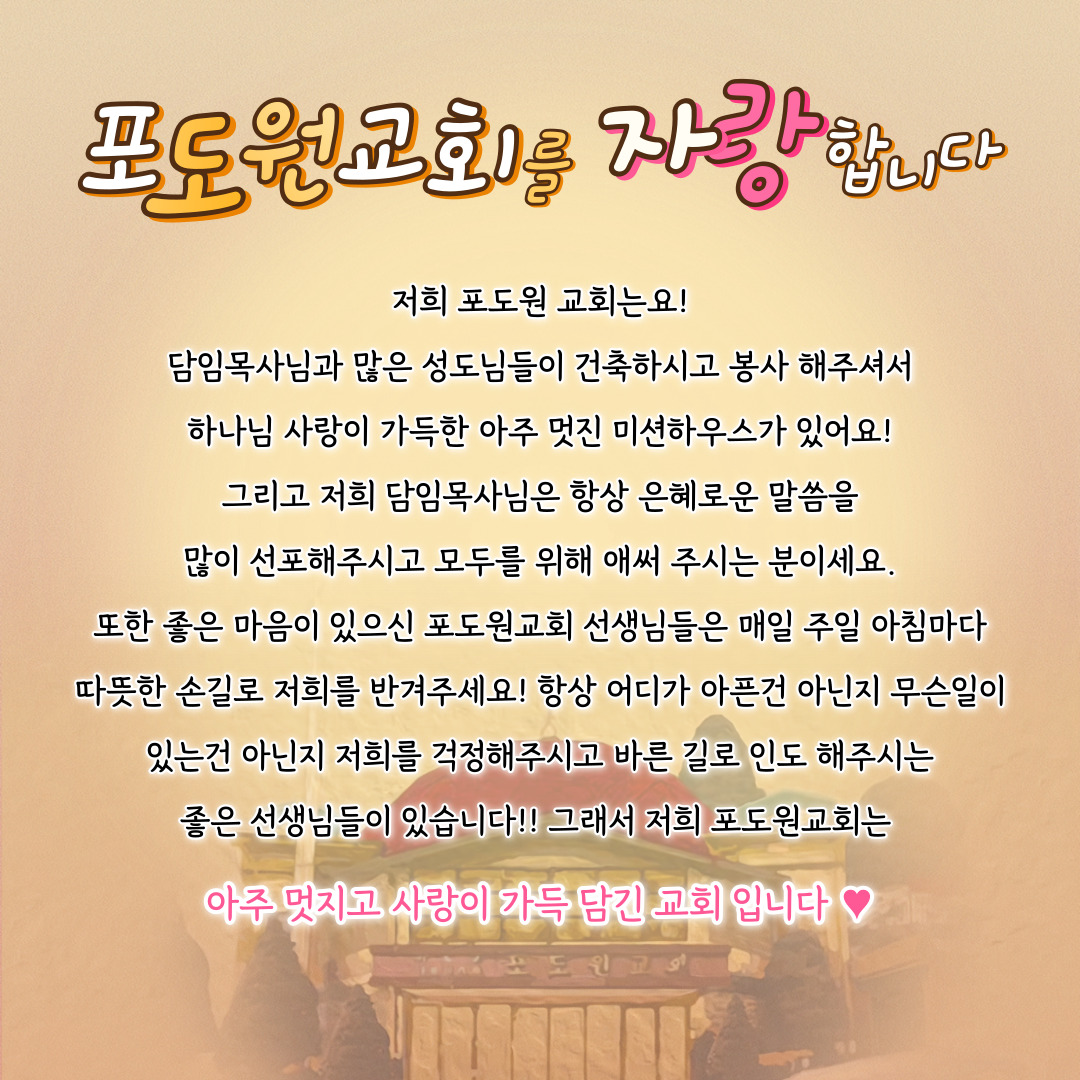 포도원교회를 자랑합니다
저희 포도원 교회는요!
담임목사님과 많은 성도님들이 건축하시고 봉사 해주셔서
하나님 사랑이 가득한 아주 멋진 미션하우스가 있어요!
그리고 저희 담임목사님은 항상 은혜로운 말씀을
많이 선포해주시고 모두를 위해 애써 주시는 분이세요.
또한 좋은 마음이 있으신 포도원교회 선생님들은 매일 주일 아침마다
따뜻한 손길로 저희를 반겨주세요! 항상 어디가 아픈건 아닌지 무슨일이
있는건 아닌지 저희를 걱정해주시고 바른 길로 인도 해주시는
좋은 선생님들이 있습니다!! 그래서 저희 포도원교회는
아주 멋지고 사랑이 가득 담긴 교회 입니다 ♥
포도원교회